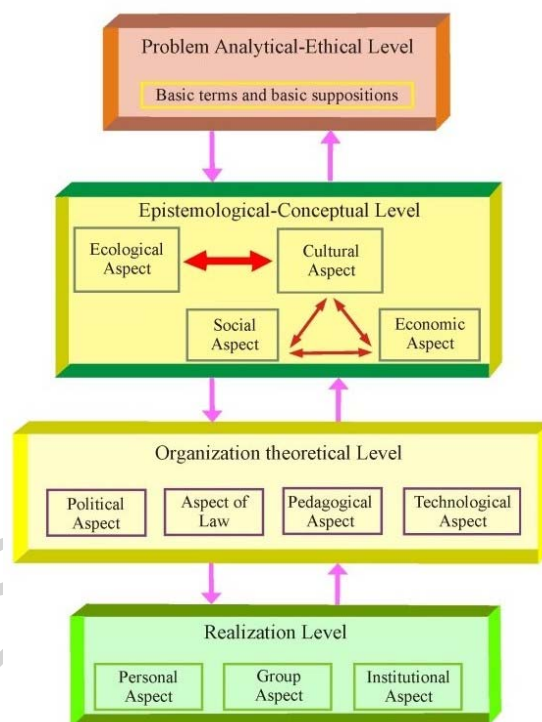 Problem Analytical-Ethical Level
Basic terms and basic suppositions
Epistemological-Conceptual Level
Ecological
Aspect
Cultural
Aspect
Social
Aspect
Economic
Aspect
Organization theoretical Level
Political
Aspect
Aspect of
Law
Pedagogical
Aspect
Technological
Aspect
Realization Level
Personal
Aspect
Group
Aspect
Institutional
Aspect